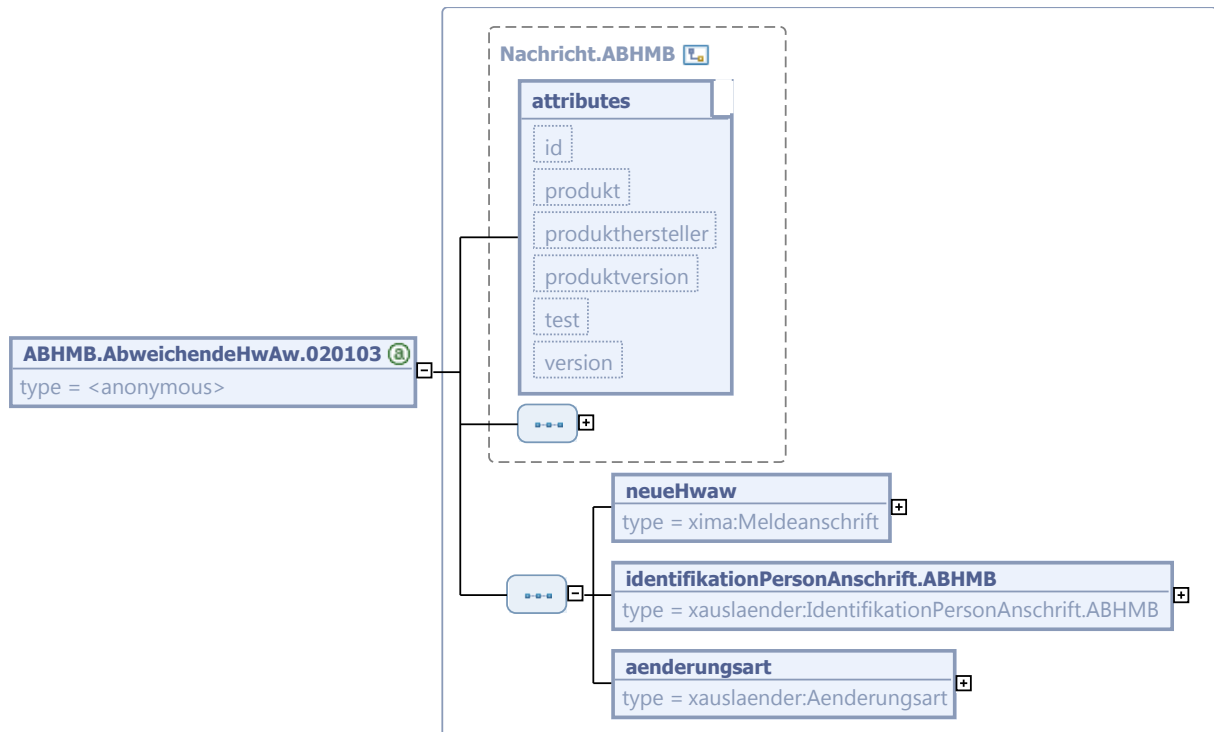 Nachricht.ABHMB
attributes
id
produkt
produkthersteller
produktversion
test
version
ABHMB.AbweichendeHwAw.020103 a
type = <anonymous>
neueHwaw
type = xima:Meldeanschrift
identifikationPersonAnschrift.ABHMB
type = xauslaender:IdentifikationPersonAnschrift.ABHMB
aenderungsart
type = xauslaender:Aenderungsart